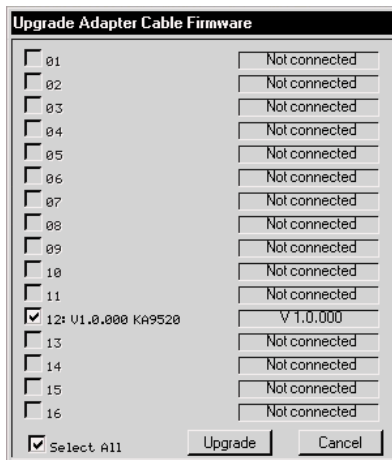 Upgrade Adapter Cable Firmware
01 Not connected
02 Not connected
03 Not connected
04 Not connected
05 Not connected
06 Not connected
07 Not connected
08 Not connected
09 Not connected
10 Not connected
11 Not connected
12: V1.0.000 KA9520 V 1.0.000
13 Not connected
14 Not connected
15 Not connected
16 Not connected
Select All Upgrade Cancel